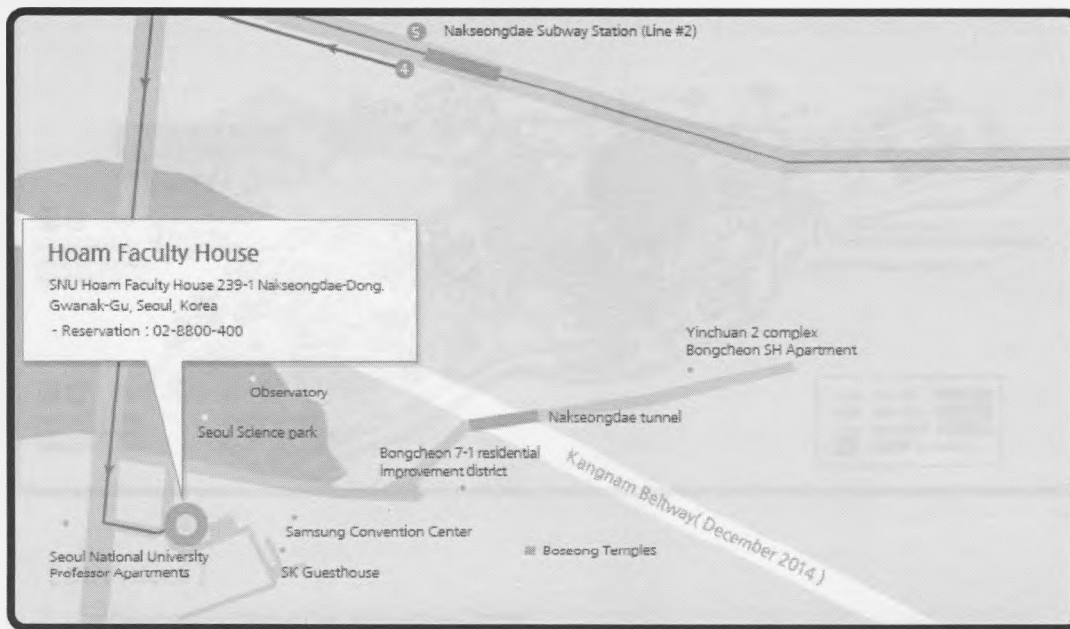 5 Nakseongdae Subway Station (Line #2)
4
Hoam Faculty House
SNU Hoam Faculty House 239-1 Nakseongdae-Dong.
Gwanak-Gu, Seoul, Korea
- Reservation : 02-8800-400
Yinchuan 2 complex
Bongcheon SH Apartment
Observatory
Seoul Science park
Nakseongdae tunnel
Bongcheon 7-1 residential
improvement district
Kangnam Beltway( December 2014 )
Samsung Convention Center
Seoul National University
Professor Apartments
SK Guesthouse
Boseong Temples